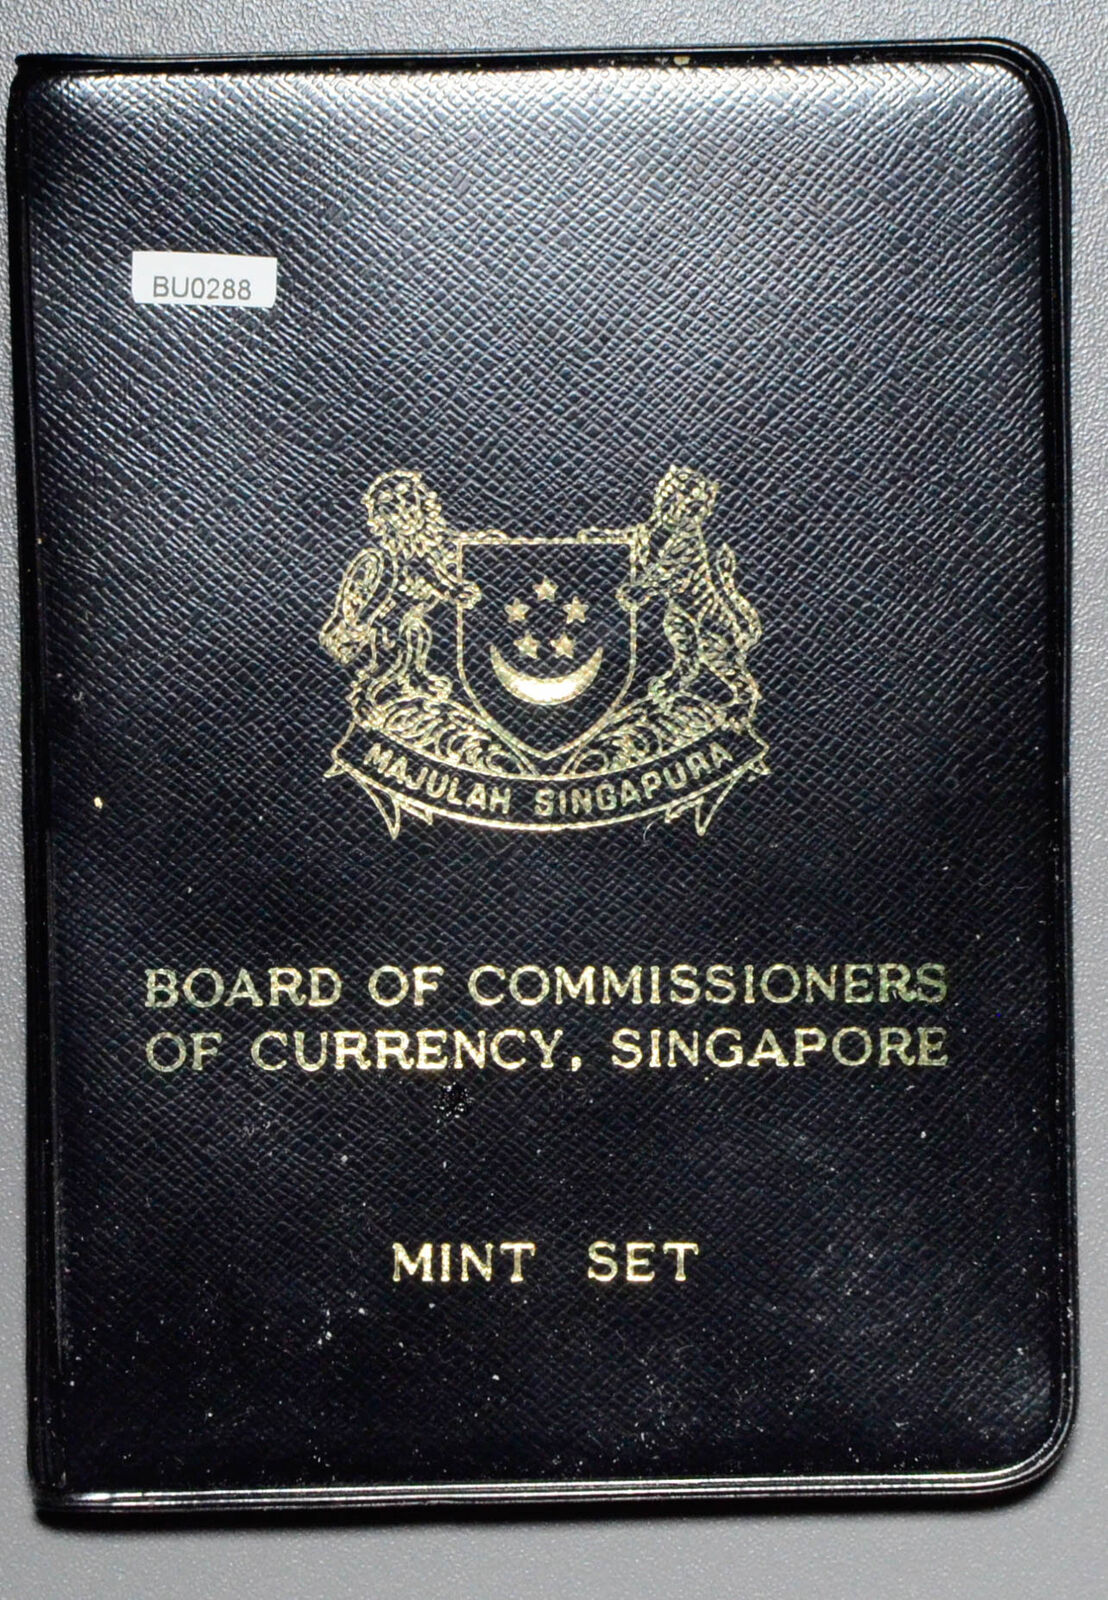 BU0288
MAJULAH SINGAPURA
BOARD OF COMMISSIONERS
OF CURRENCY, SINGAPORE
MINT SET